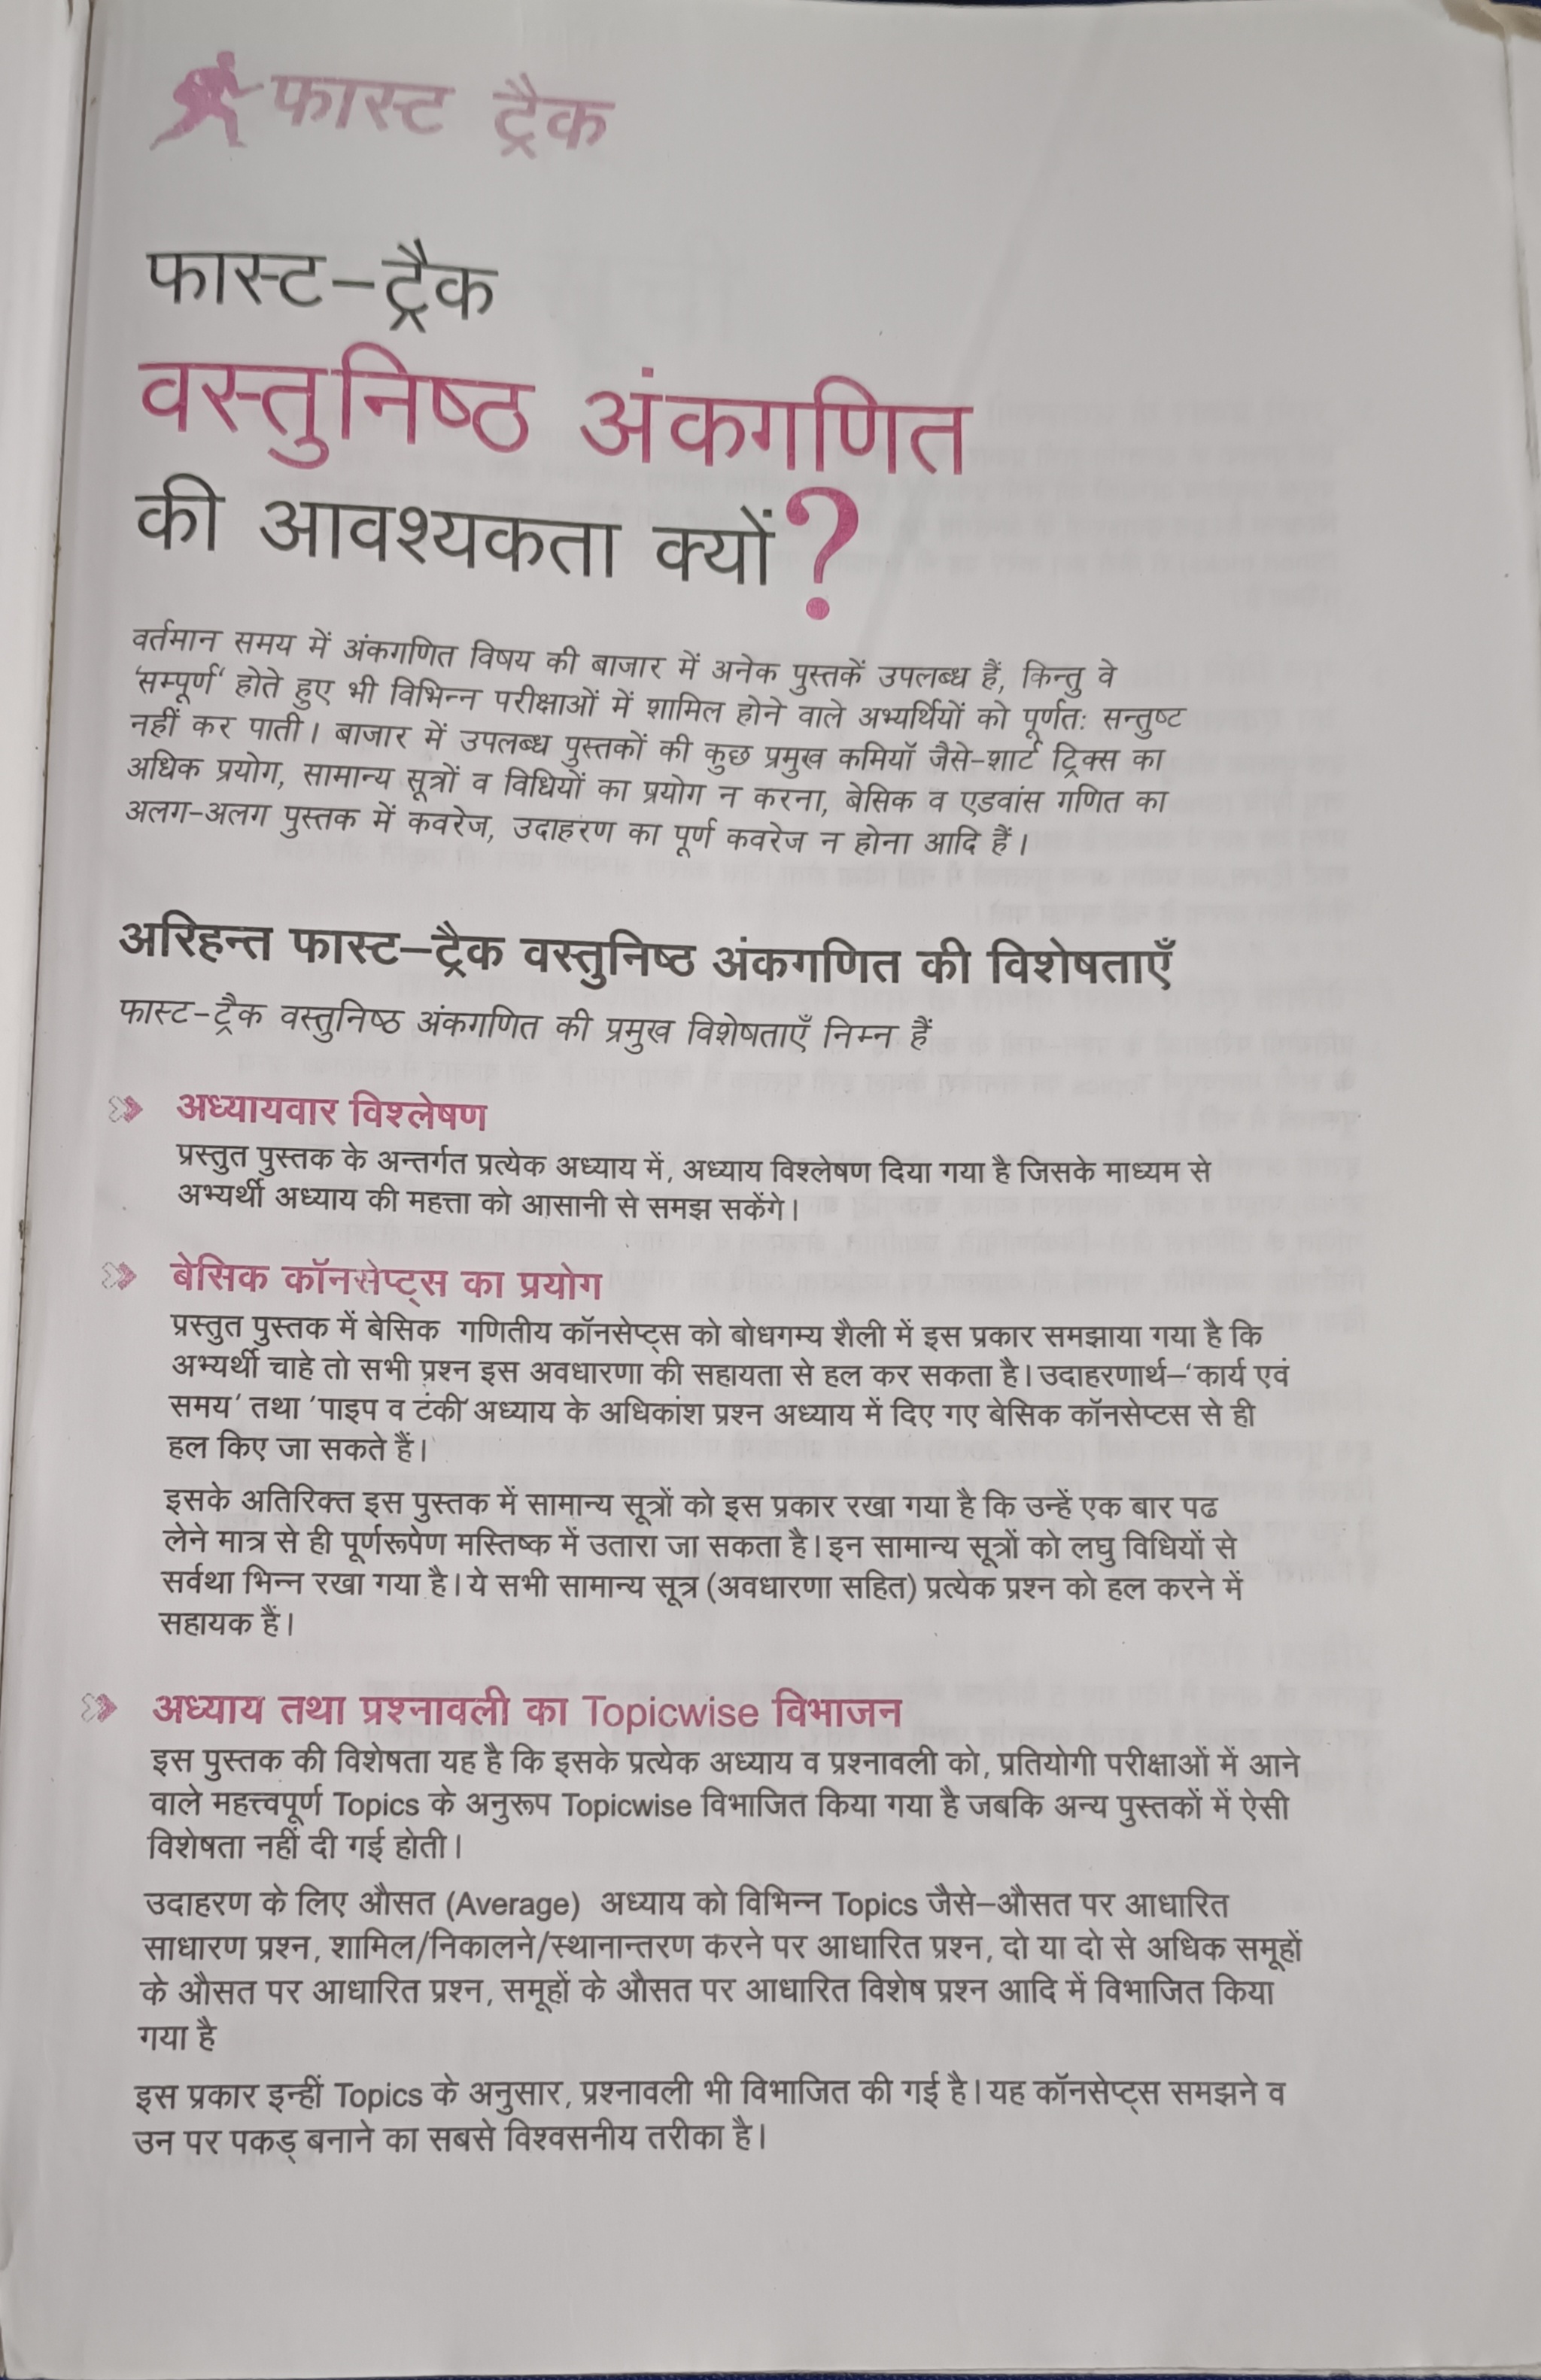 फास्ट ट्रैक
फास्ट-ट्रैक
वस्तुनिष्ठ अंकगणित
की आवश्यकता क्यों?
वर्तमान समय में अंकगणित विषय की बाजार में अनेक पुस्तकें उपलब्ध हैं, किन्तु वे
‘सम्पूर्ण‘ होते हुए भी विभिन्न परीक्षाओं में शामिल होने वाले अभ्यर्थियों को पूर्णतः सन्तुष्ट
नहीं कर पाती। बाजार में उपलब्ध पुस्तकों की कुछ प्रमुख कमियॉ जैसे-शार्ट ट्रिक्स का
अधिक प्रयोग, सामान्य सूत्रों व विधियों का प्रयोग न करना, बेसिक व एडवांस गणित का
अलग-अलग पुस्तक में कवरेज, उदाहरण का पूर्ण कवरेज न होना आदि हैं।
अरिहन्त फास्ट-ट्रैक वस्तुनिष्ठ अंकगणित की विशेषताएँ
फास्ट-ट्रैक वस्तुनिष्ठ अंकगणित की प्रमुख विशेषताएँ निम्न हैं
अध्यायवार विश्लेषण
प्रस्तुत पुस्तक के अन्तर्गत प्रत्येक अध्याय में, अध्याय विश्लेषण दिया गया है जिसके माध्यम से
अभ्यर्थी अध्याय की महत्ता को आसानी से समझ सकेंगे।
बेसिक कॉनसेप्ट्स का प्रयोग
प्रस्तुत पुस्तक में बेसिक गणितीय कॉनसेप्ट्स को बोधगम्य शैली में इस प्रकार समझाया गया है कि
अभ्यर्थी चाहे तो सभी प्रश्न इस अवधारणा की सहायता से हल कर सकता है। उदाहरणार्थ-‘कार्य एवं
समय’ तथा ’पाइप व टंकी’ अध्याय के अधिकांश प्रश्न अध्याय में दिए गए बेसिक कॉनसेप्टस से ही
हल किए जा सकते हैं।
इसके अतिरिक्त इस पुस्तक में सामान्य सूत्रों को इस प्रकार रखा गया है कि उन्हें एक बार पढ
लेने मात्र से ही पूर्णरूपेण मस्तिष्क में उतारा जा सकता है। इन सामान्य सूत्रों को लघु विधियों से
सर्वथा भिन्न रखा गया है। ये सभी सामान्य सूत्र (अवधारणा सहित) प्रत्येक प्रश्न को हल करने में
सहायक हैं।
अध्याय तथा प्रश्नावली का Topicwise विभाजन
इस पुस्तक की विशेषता यह है कि इसके प्रत्येक अध्याय व प्रश्नावली को, प्रतियोगी परीक्षाओं में आने
वाले महत्त्वपूर्ण Topics के अनुरूप Topicwise विभाजित किया गया है जबकि अन्य पुस्तकों में ऐसी
विशेषता नहीं दी गई होती।
उदाहरण के लिए औसत (Average) अध्याय को विभिन्न Topics जैसे-औसत पर आधारित
साधारण प्रश्न, शामिल/निकालने/स्थानान्तरण करने पर आधारित प्रश्न, दो या दो से अधिक समूहों
के औसत पर आधारित प्रश्न, समूहों के औसत पर आधारित विशेष प्रश्न आदि में विभाजित किया
गया है
इस प्रकार इन्हीं Topics के अनुसार, प्रश्नावली भी विभाजित की गई है। यह कॉनसेप्ट्स समझने व
उन पर पकड् बनाने का सबसे विश्वसनीय तरीका है।